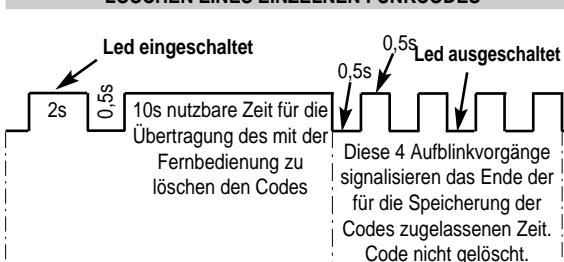 LÖSCHEN EINES EINZELNEN FUNKCODES
Led eingeschaltet
0,5s
Led ausgeschaltet
0,5s
2s
0,5s
10s nutzbare Zeit für die
Übertragung des mit der
Fernbedienung zu
löschen den Codes
Diese 4 Aufblinkvorgänge
signalisieren das Ende der
für die Speicherung der
Codes zugelassenen Zeit.
Code nicht gelöscht.